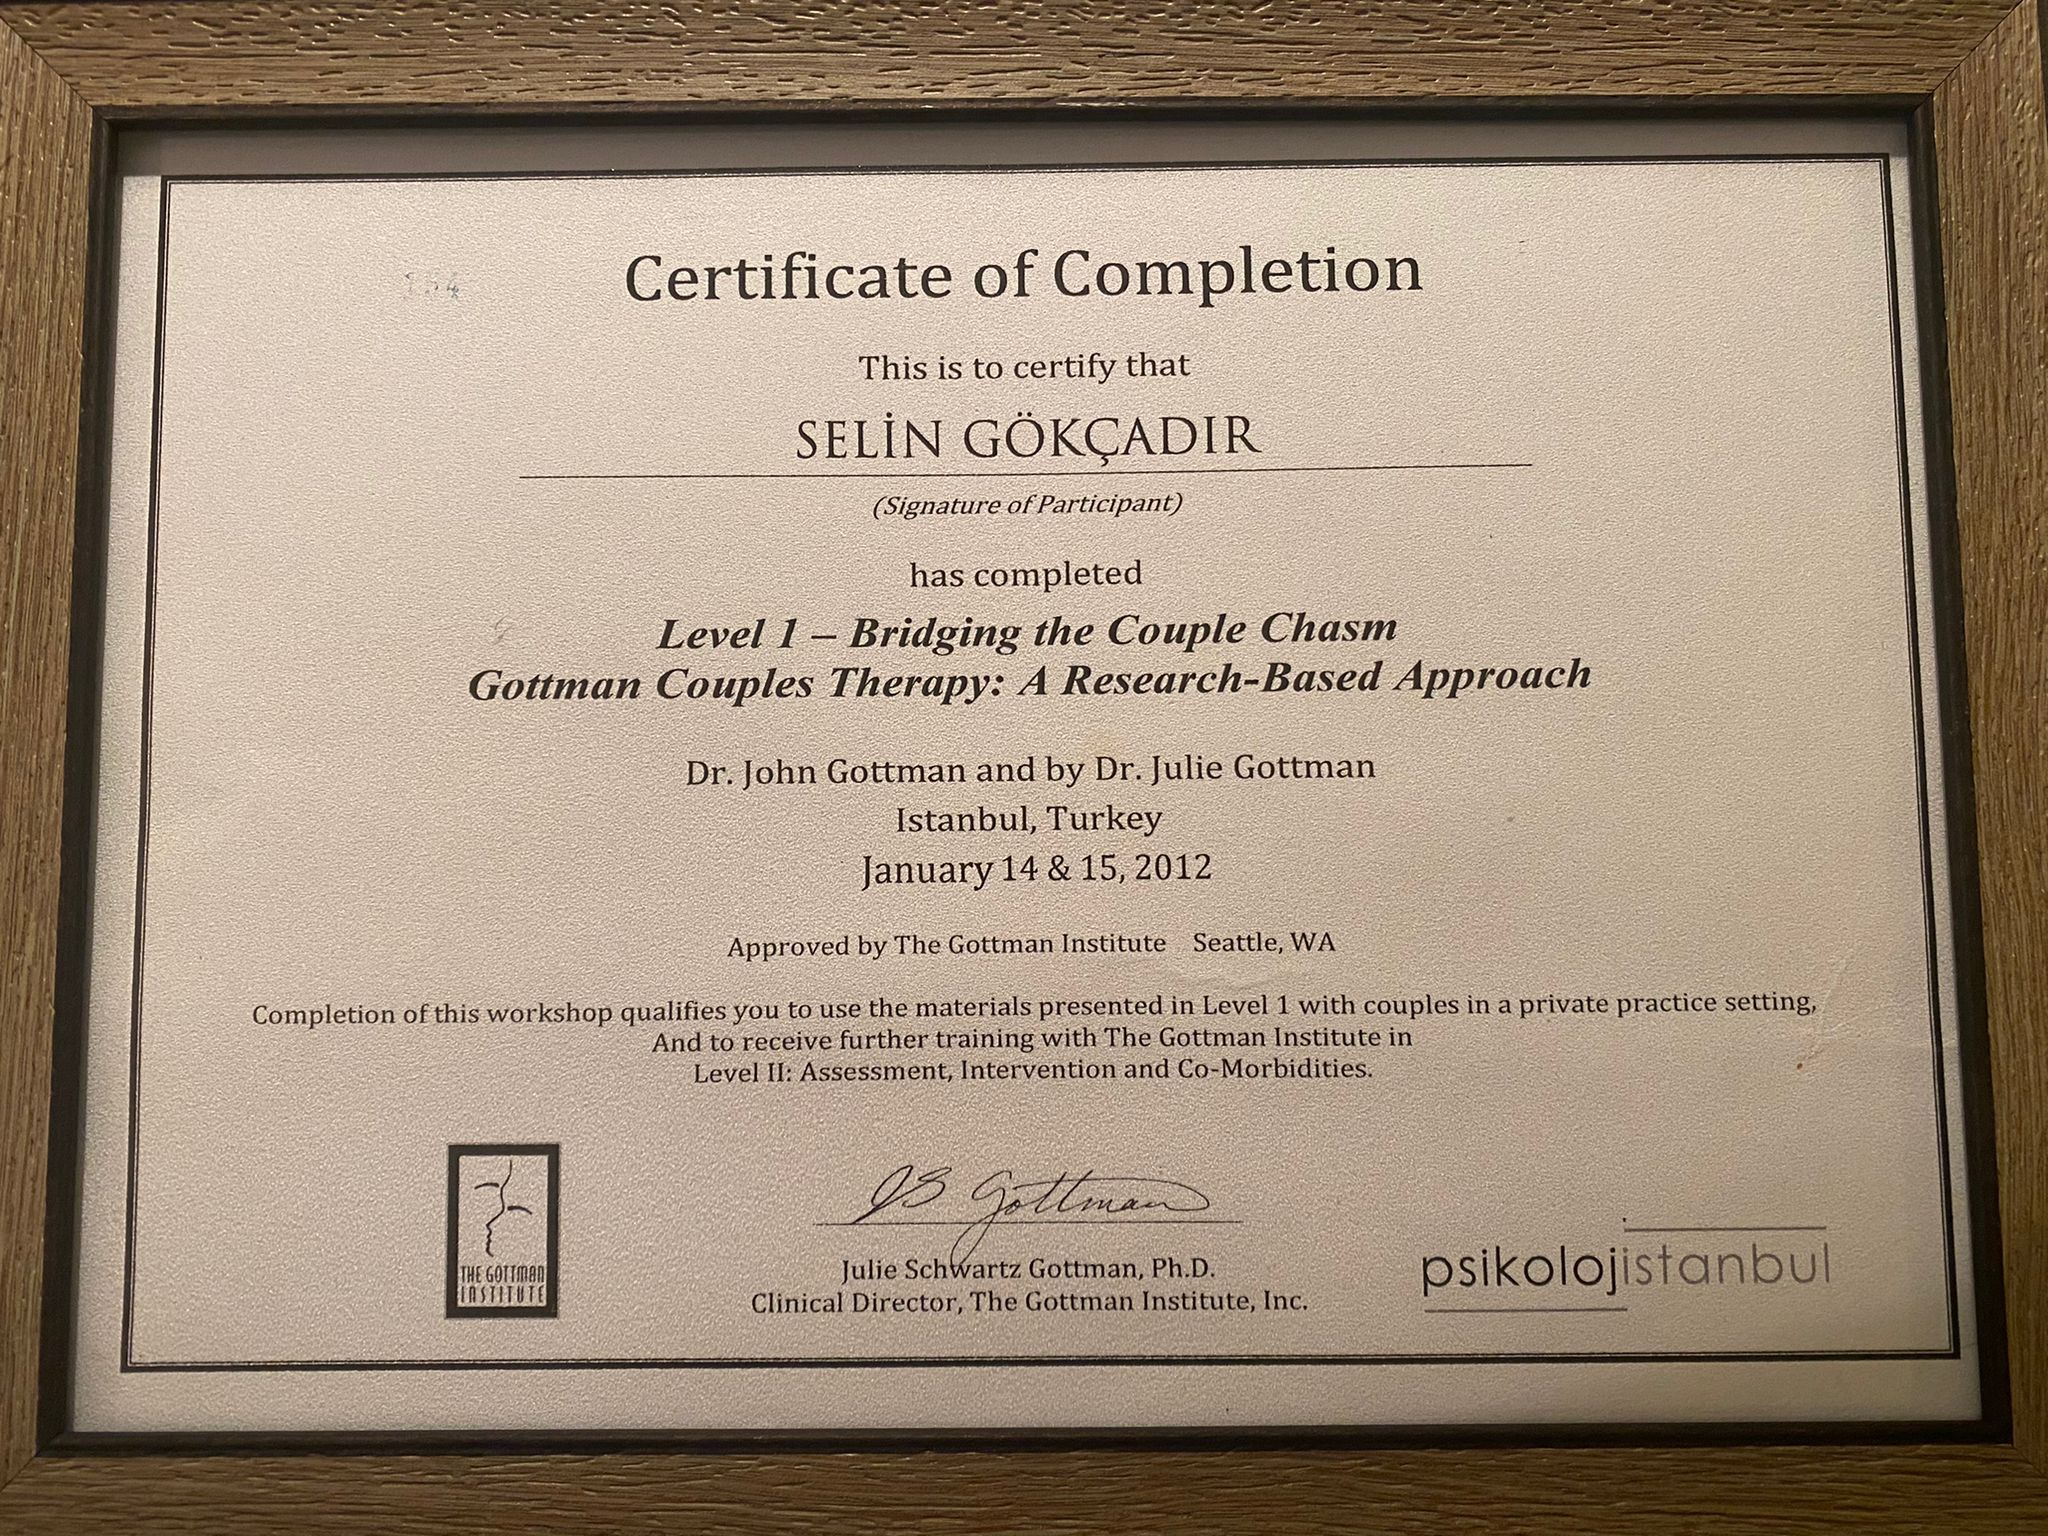 Certificate of Completion
This is to certify that
SELİN GÖKÇADIR
(Signature of Participant)
has completed
Level 1 – Bridging the Couple Chasm
Gottman Couples Therapy: A Research-Based Approach
Dr. John Gottman and by Dr. Julie Gottman
Istanbul, Turkey
January 14 & 15, 2012
Approved by The Gottman Institute Seattle, WA
Completion of this workshop qualifies you to use the materials presented in Level 1 with couples in a private practice setting,
And to receive further training with The Gottman Institute in
Level II: Assessment, Intervention and Co-Morbidities.
JS Gottman
Julie Schwartz Gottman, Ph.D.
Clinical Director, The Gottman Institute, Inc.
THE GOTTMAN
INSTITUTE
psikolojistanbul